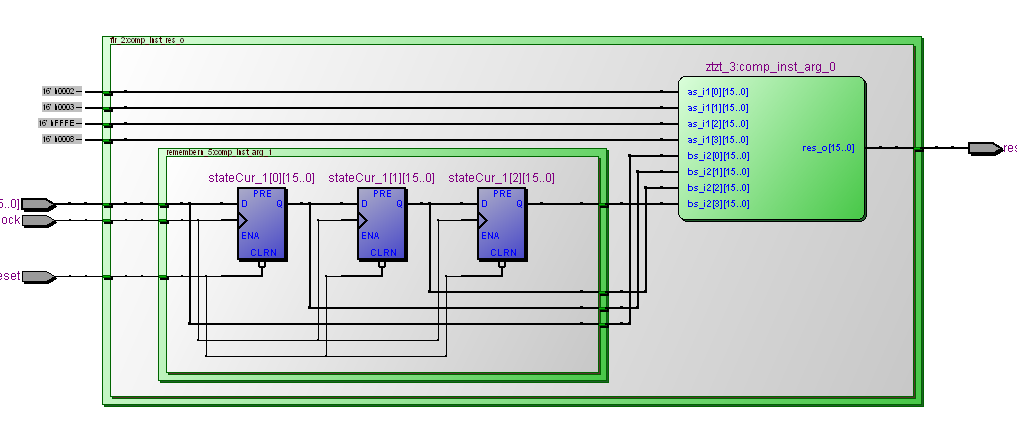 fir_2:comp_inst_res_o
ztzt_3:comp_inst_arg_0
16' h0002
as_i1[0][15..0]
16' h0003
as_i1[1][15..0]
16' hFFFE
as_i1[2][15..0]
16' h0008
as_i1[3][15..0]
res_o[15..0]
res
remembern_5:comp_inst_arg_1
bs_i2[0][15..0]
bs_i2[1][15..0]
bs_i2[2][15..0]
bs_i2[3][15..0]
stateCur_1[0][15..0]
stateCur_1[1][15..0]
stateCur_1[2][15..0]
PRE
PRE
PRE
5..0]
D
Q
D
Q
D
Q
ock
ENA
ENA
ENA
CLRN
CLRN
CLRN
eset